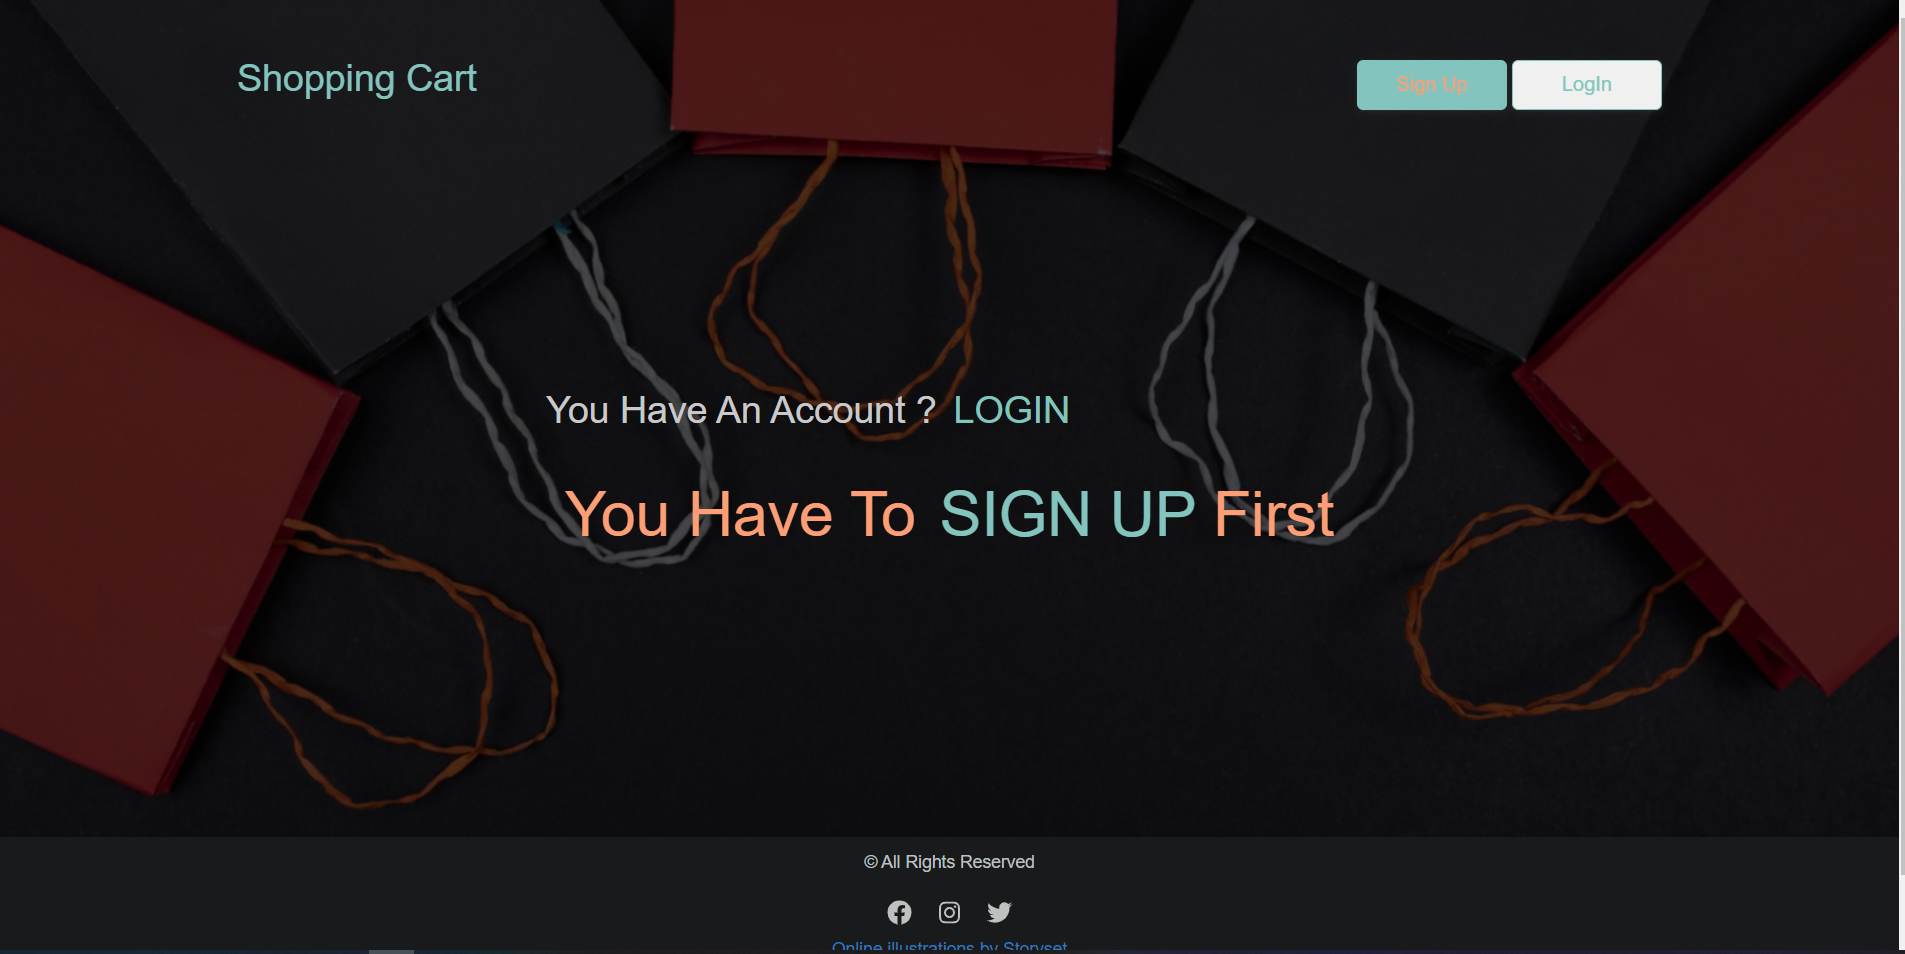 Shopping Cart
Sign Up
LogIn
You Have An Account ? LOGIN
You Have To SIGN UP First
© All Rights Reserved
Online illustrations by Storyset